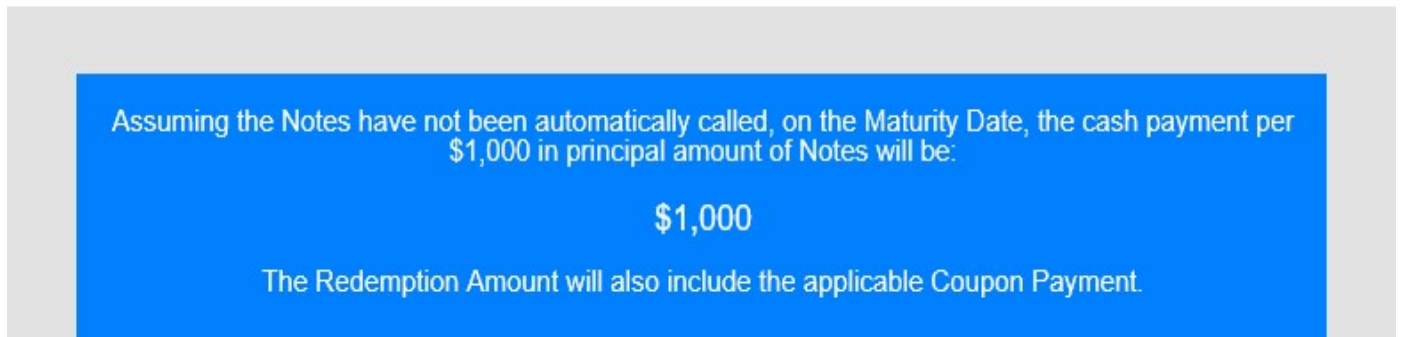 Assuming the Notes have not been automatically called, on the Maturity Date, the cash payment per
$1,000 in principal amount of Notes will be:
$1,000
The Redemption Amount will also include the applicable Coupon Payment.